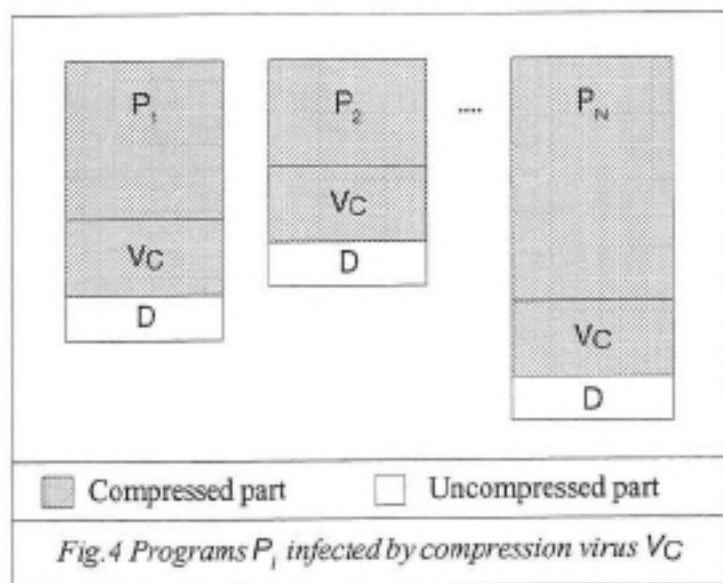 P1 P2 .... PN
VC VC
D D
VC
D
Compressed part Uncompressed part
Fig.4 Programs Pi infected by compression virus VC